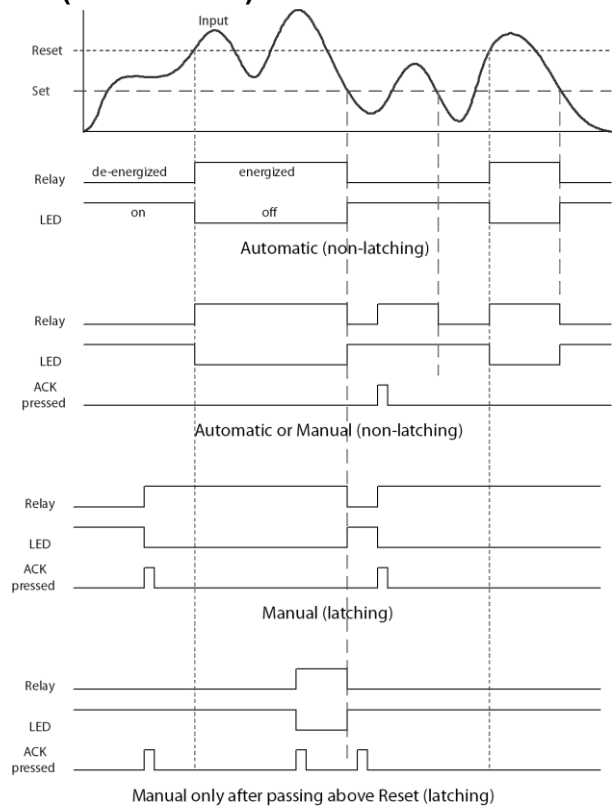 Input
Reset
Set
de-energized energized
Relay
on off
LED
Automatic (non-latching)
Relay
LED
ACK
pressed
Automatic or Manual (non-latching)
Relay
LED
ACK
pressed
Manual (latching)
Relay
LED
ACK
pressed
Manual only after passing above Reset (latching)